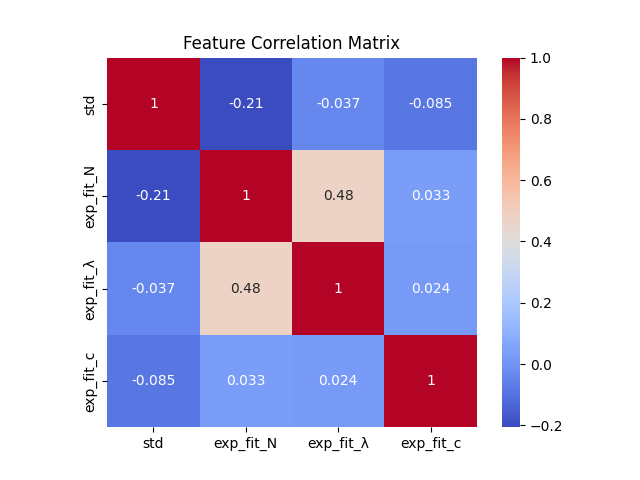 Feature Correlation Matrix
std
1
-0.21
-0.037
-0.085
exp_fit_N
-0.21
1
0.48
0.033
exp_fit_λ
-0.037
0.48
1
0.024
exp_fit_c
-0.085
0.033
0.024
1
std
exp_fit_N
exp_fit_λ
exp_fit_c
1.0
0.8
0.6
0.4
0.2
0.0
−0.2